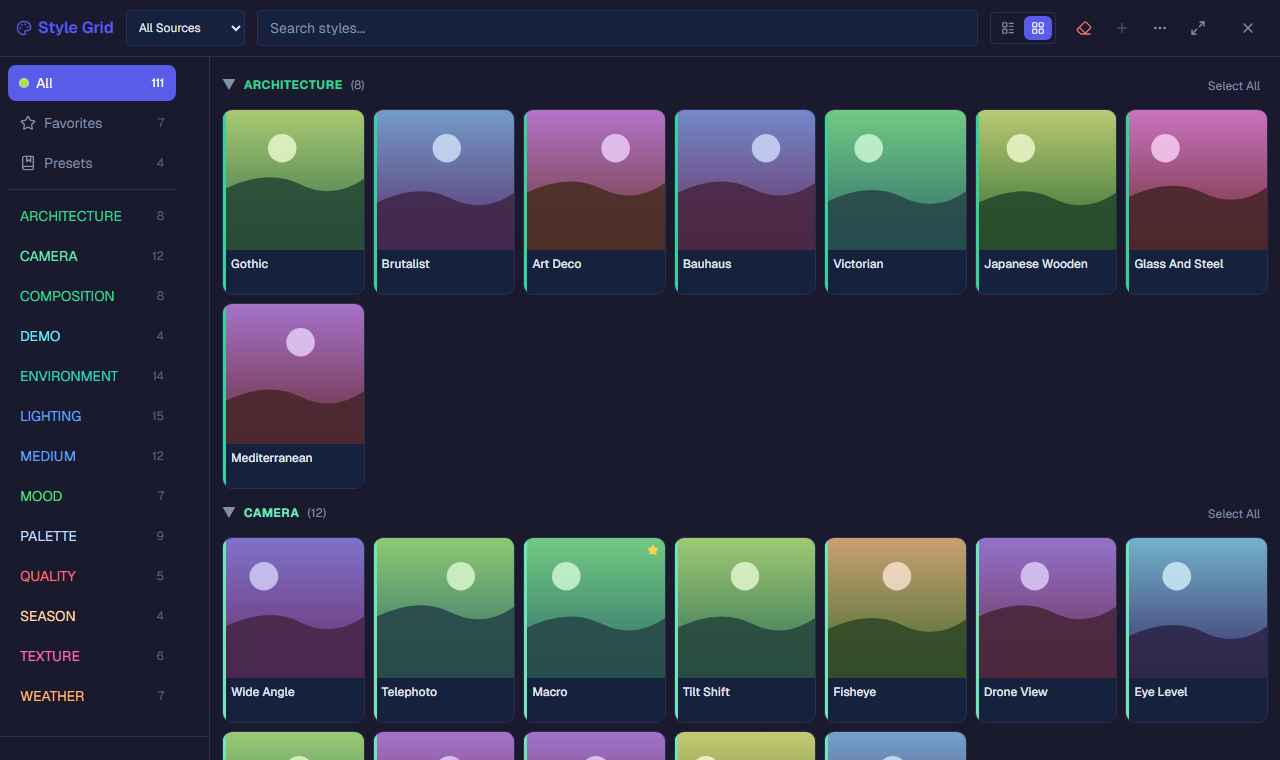 Style Grid
All Sources
Search styles...
All 111
Favorites 7
Presets 4
ARCHITECTURE 8
CAMERA 12
COMPOSITION 8
DEMO 4
ENVIRONMENT 14
LIGHTING 15
MEDIUM 12
MOOD 7
PALETTE 9
QUALITY 5
SEASON 4
TEXTURE 6
WEATHER 7
ARCHITECTURE (8) Select All
Gothic Brutalist Art Deco Bauhaus Victorian Japanese Wooden Glass And Steel
Mediterranean
CAMERA (12) Select All
Wide Angle Telephoto Macro Tilt Shift Fisheye Drone View Eye Level